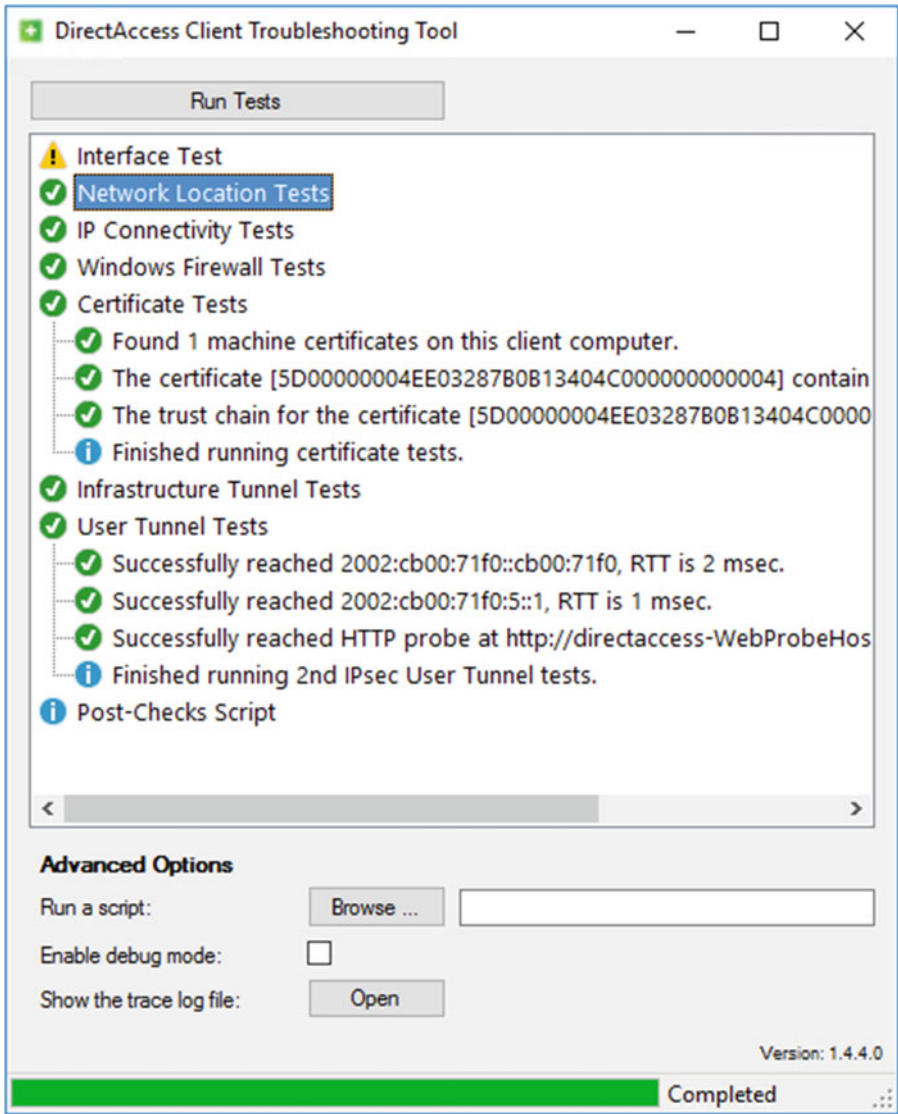 DirectAccess Client Troubleshooting Tool
Run Tests
Interface Test
Network Location Tests
IP Connectivity Tests
Windows Firewall Tests
Certificate Tests
Found 1 machine certificates on this client computer.
The certificate [5D00000004EE03287B0B13404C000000000004] contain
The trust chain for the certificate [5D00000004EE03287B0B13404C0000
Finished running certificate tests.
Infrastructure Tunnel Tests
User Tunnel Tests
Successfully reached 2002:cb00:71f0::cb00:71f0, RTT is 2 msec.
Successfully reached 2002:cb00:71f0:5::1, RTT is 1 msec.
Successfully reached HTTP probe at http://directaccess-WebProbeHos
Finished running 2nd IPsec User Tunnel tests.
Post-Checks Script
Advanced Options
Run a script: Browse ...
Enable debug mode:
Show the trace log file: Open
Version: 1.4.4.0
Completed